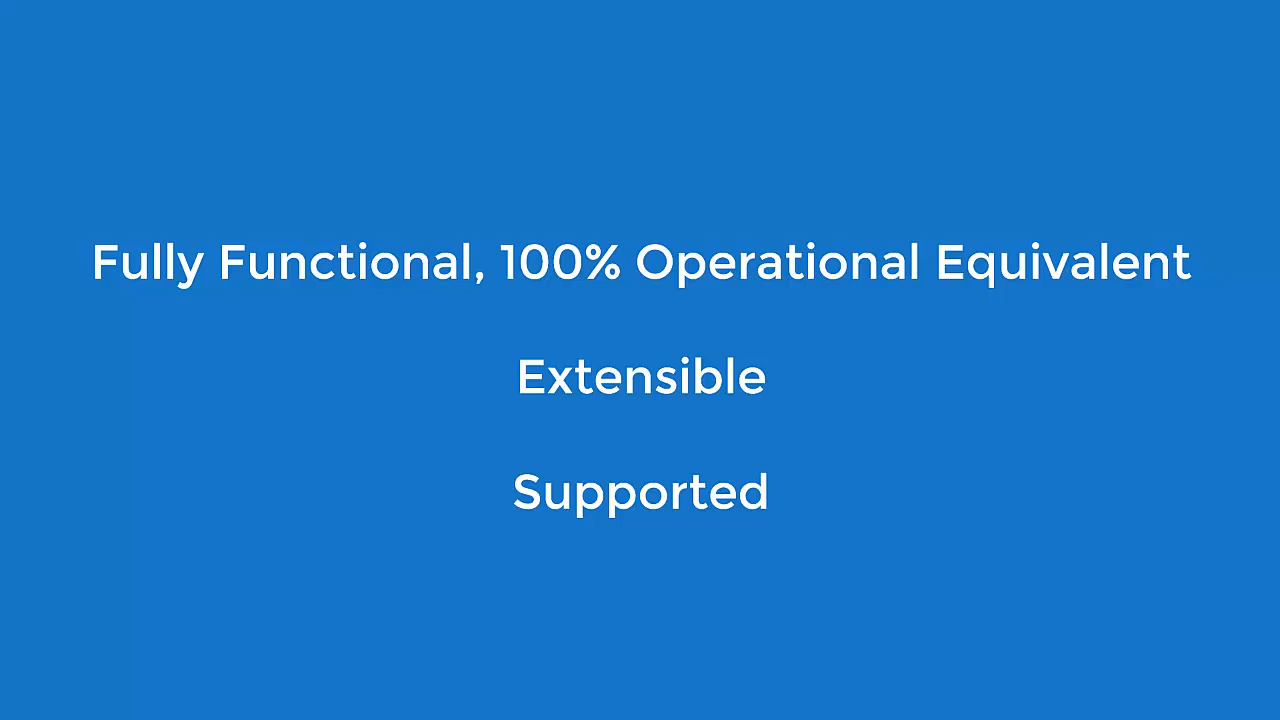 Fully Functional, 100% Operational Equivalent
Extensible
Supported